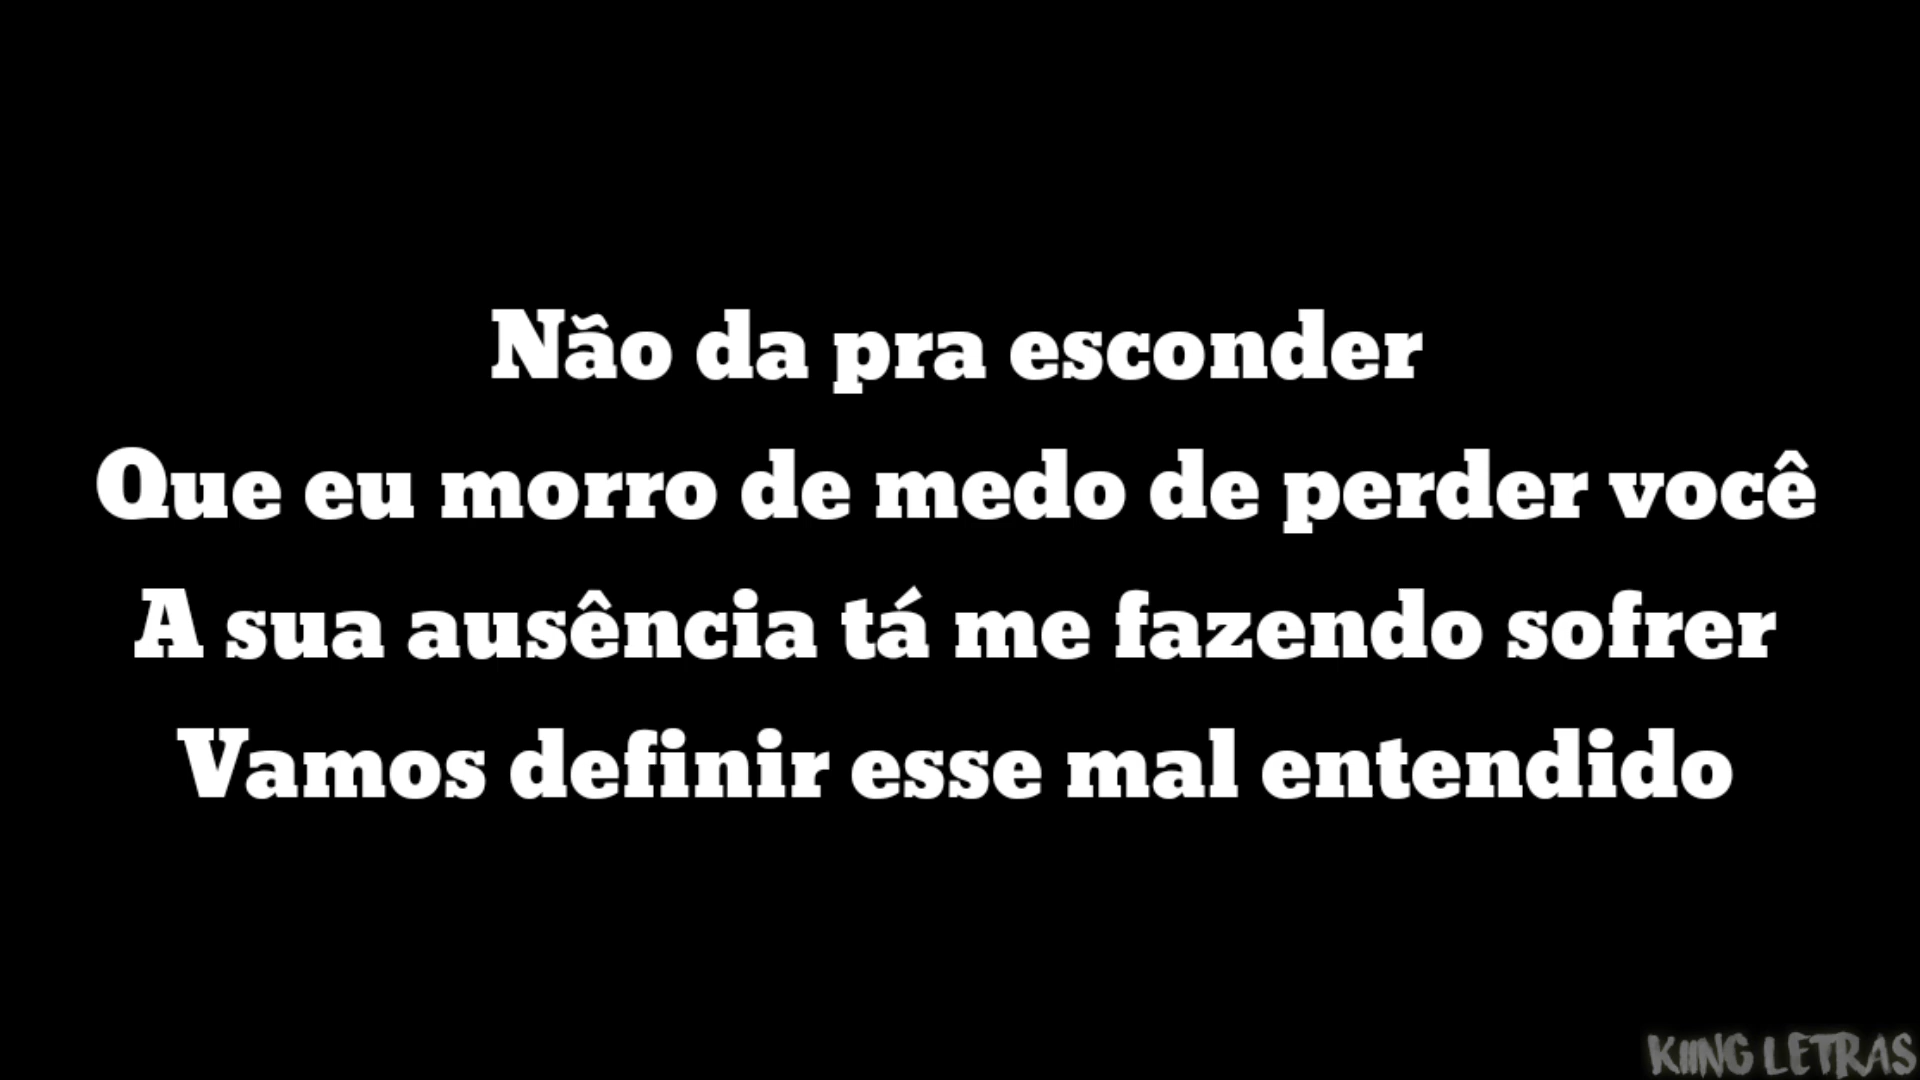 Não da pra esconder
Que eu morro de medo de perder você
A sua ausência tá me fazendo sofrer
Vamos definir esse mal entendido
KIING LETRAS